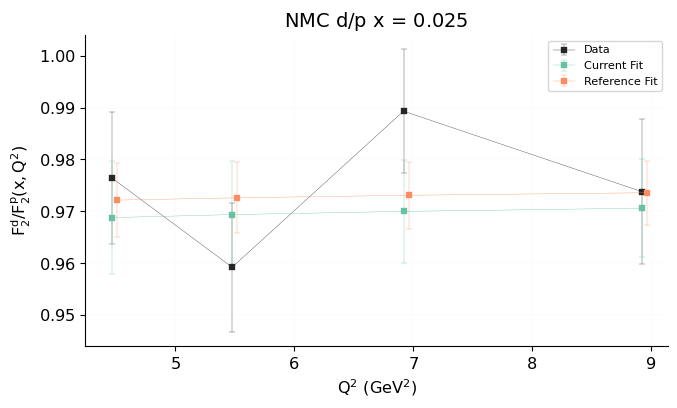 NMC d/p x = 0.025
Data
Current Fit
Reference Fit
F₂ᵈ/F₂ᵖ(x, Q²)
1.00
0.99
0.98
0.97
0.96
0.95
5 6 7 8 9
Q² (GeV²)